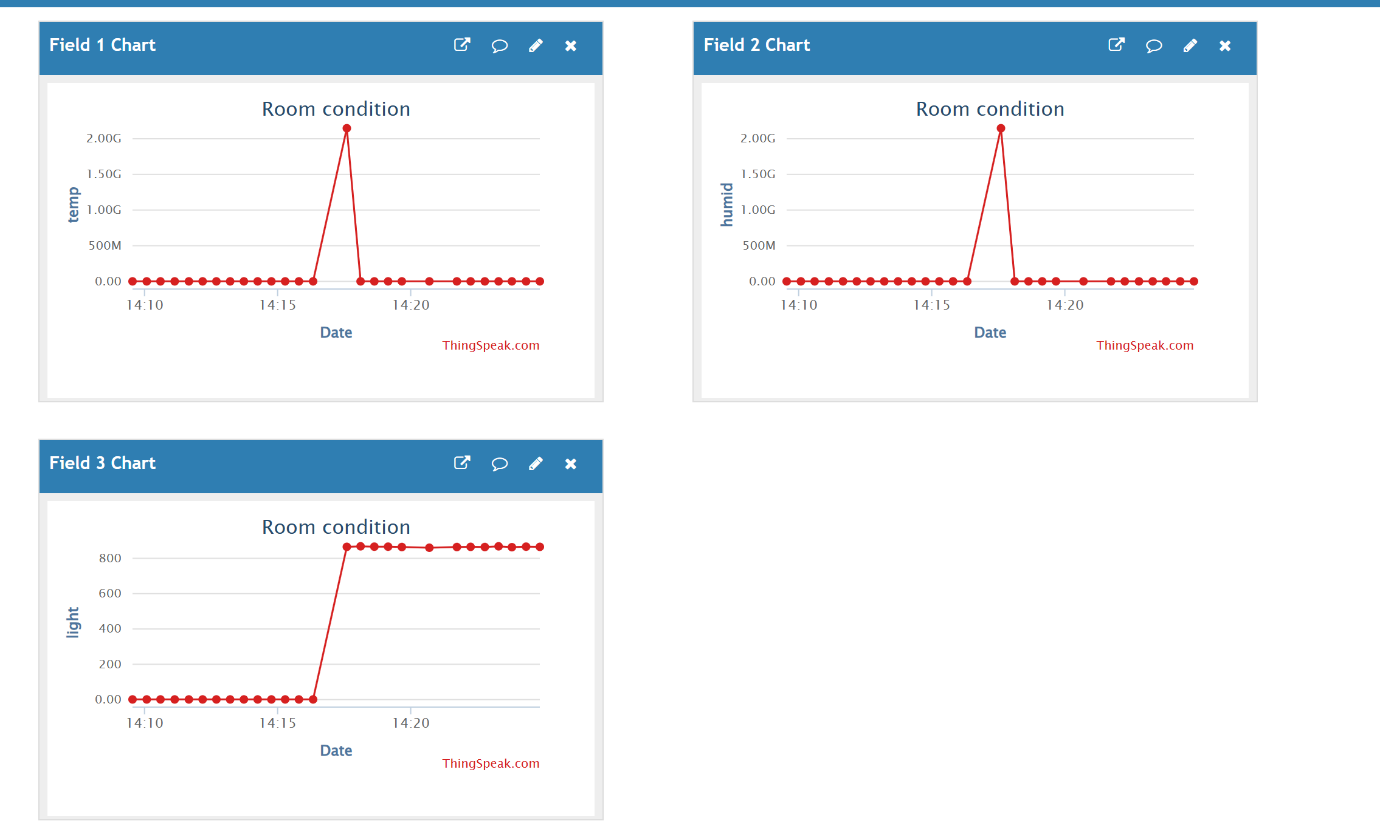 Field 1 Chart
Room condition
2.00G
1.50G
1.00G
500M
0.00
temp
14:10 14:15 14:20
Date
ThingSpeak.com
Field 2 Chart
Room condition
2.00G
1.50G
1.00G
500M
0.00
humid
14:10 14:15 14:20
Date
ThingSpeak.com
Field 3 Chart
Room condition
800
600
400
200
0.00
light
14:10 14:15 14:20
Date
ThingSpeak.com